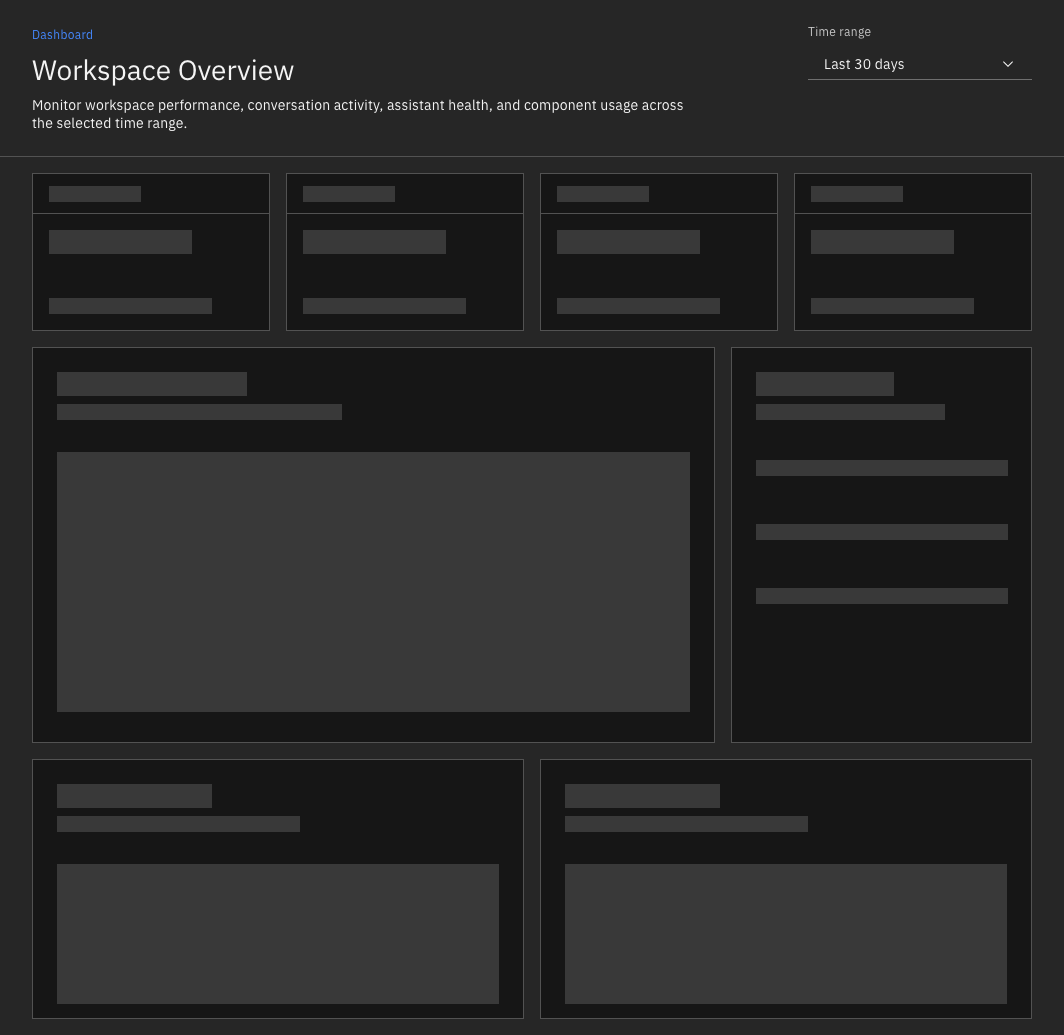 Dashboard
Workspace Overview
Monitor workspace performance, conversation activity, assistant health, and component usage across
the selected time range.
Time range
Last 30 days